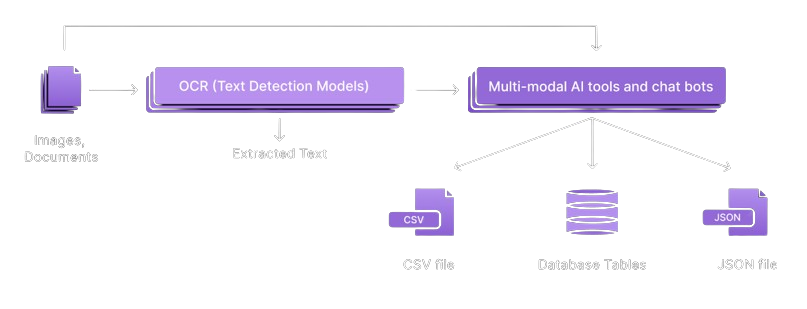 OCR (Text Detection Models)
Multi-modal AI tools and chat bots
Images,
Documents
Extracted Text
CSV
JSON
CSV file
Database Tables
JSON file